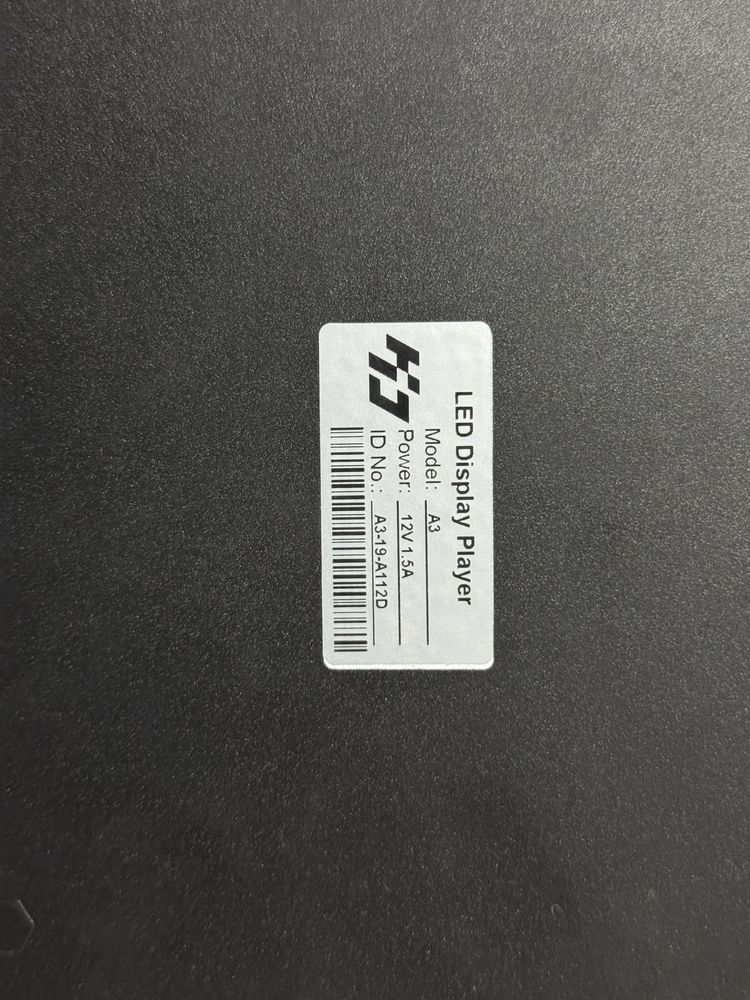 LED Display Player
Model: A3
Power: 12V 1.5A
ID No.: A3-19-A112D